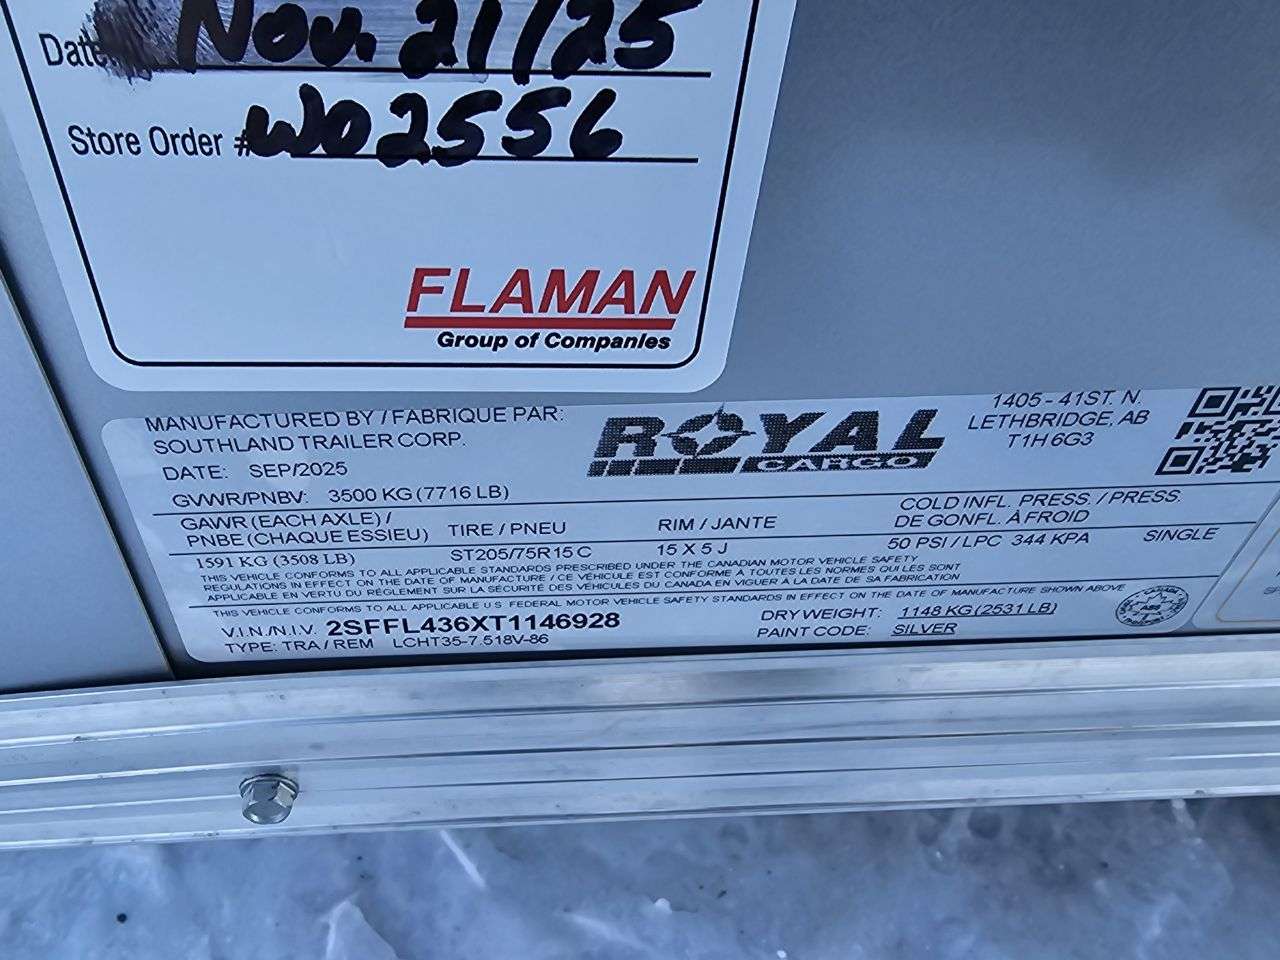 Date Nov. 21/25
Store Order # W02556
FLAMAN
Group of Companies
MANUFACTURED BY / FABRIQUE PAR:
SOUTHLAND TRAILER CORP.
DATE: SEP/2025
ROYAL
CARGO
1405 - 41ST. N.
LETHBRIDGE, AB
T1H 6G3
GVWR/PNBV: 3500 KG (7716 LB)
GAWR (EACH AXLE) /
PNBE (CHAQUE ESSIEU)
TIRE / PNEU
RIM / JANTE
COLD INFL. PRESS. / PRESS.
DE GONFL. À FROID
1591 KG (3508 LB)
ST205/75R15 C
15 X 5 J
50 PSI / LPC 344 KPA
SINGLE
THIS VEHICLE CONFORMS TO ALL APPLICABLE STANDARDS PRESCRIBED UNDER THE CANADIAN MOTOR VEHICLE SAFETY
REGULATIONS IN EFFECT ON THE DATE OF MANUFACTURE / CE VÉHICULE EST CONFORME A TOUTES LES NORMES QUI LES SONT
APPLICABLE EN VERTU DU RÈGLEMENT SUR LA SÉCURITÉ DES VÉHICULES DU CANADA EN VIGUER À LA DATE DE SA FABRICATION
THIS VEHICLE CONFORMS TO ALL APPLICABLE U.S. FEDERAL MOTOR VEHICLE SAFETY STANDARDS IN EFFECT ON THE DATE OF MANUFACTURE SHOWN ABOVE
V.I.N./N.I.V. 2SFFL436XT1146928
TYPE: TRA / REM LCHT35-7.518V-86
DRY WEIGHT: 1148 KG (2531 LB)
PAINT CODE: SILVER